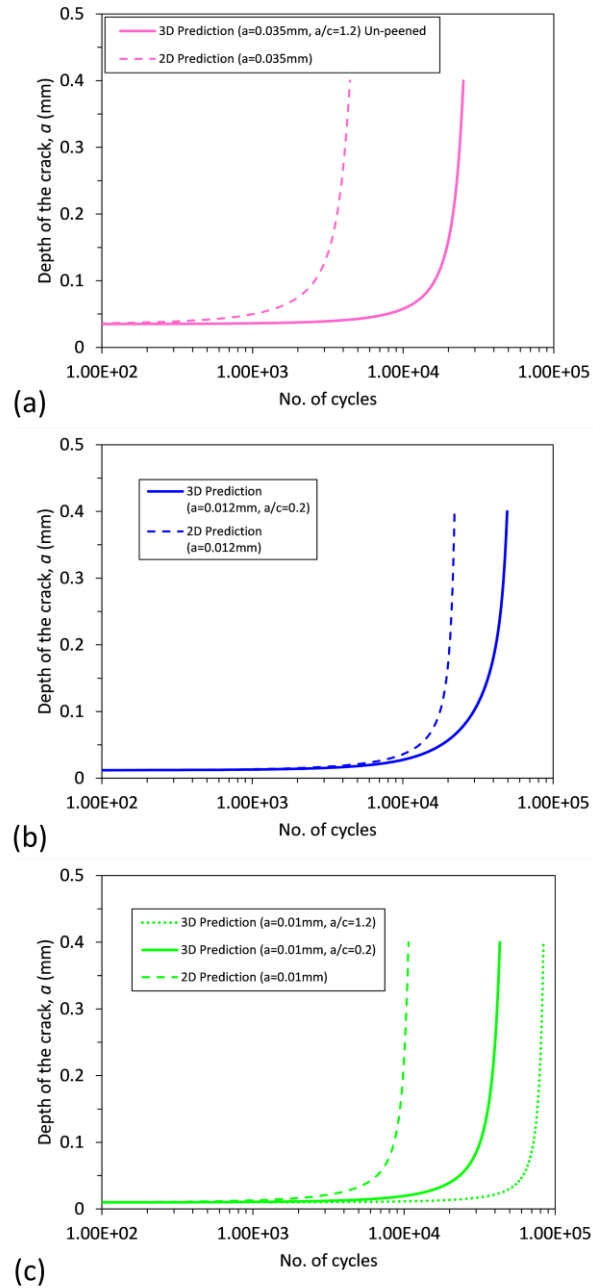 3D Prediction (a=0.035mm, a/c=1.2) Un-peened
2D Prediction (a=0.035mm)
Depth of the crack, a (mm)
0.5
0.4
0.3
0.2
0.1
0
1.00E+02
1.00E+03
1.00E+04
1.00E+05
No. of cycles
(a)
3D Prediction
(a=0.012mm, a/c=0.2)
2D Prediction
(a=0.012mm)
Depth of the crack, a (mm)
0.5
0.4
0.3
0.2
0.1
0
1.00E+02
1.00E+03
1.00E+04
1.00E+05
No. of cycles
(b)
3D Prediction (a=0.01mm, a/c=1.2)
3D Prediction (a=0.01mm, a/c=0.2)
2D Prediction (a=0.01mm)
Depth of the crack, a (mm)
0.5
0.4
0.3
0.2
0.1
0
1.00E+02
1.00E+03
1.00E+04
1.00E+05
No. of cycles
(c)